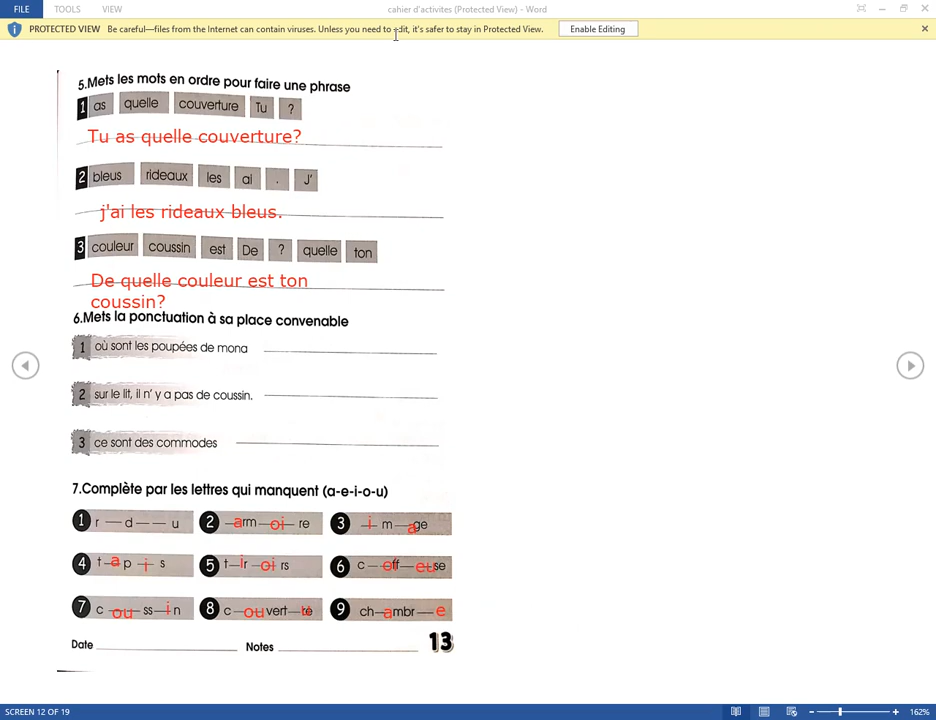 FILE TOOLS VIEW cahier d'activites (Protected View) - Word
PROTECTED VIEW Be careful—files from the Internet can contain viruses. Unless you need to edit, it's safer to stay in Protected View. Enable Editing
5.Mets les mots en ordre pour faire une phrase
1 as quelle couverture Tu ?
Tu as quelle couverture?
2 bleus rideaux les ai . J'
j'ai les rideaux bleus.
3 couleur coussin est De ? quelle ton
De quelle couleur est ton
coussin?
6.Mets la ponctuation à sa place convenable
1 où sont les poupées de mona
2 sur le lit, il n' y a pas de coussin.
3 ce sont des commodes
7.Complète par les lettres qui manquent (a-e-i-o-u)
1 r — d — — u 2 arm oi re 3 i m age
4 t a p i s 5 t i r oi rs 6 c — off eu se
7 c ou ss i n 8 c ou vert u re 9 ch a mbr e
Date Notes 13
SCREEN 12 OF 19 162%